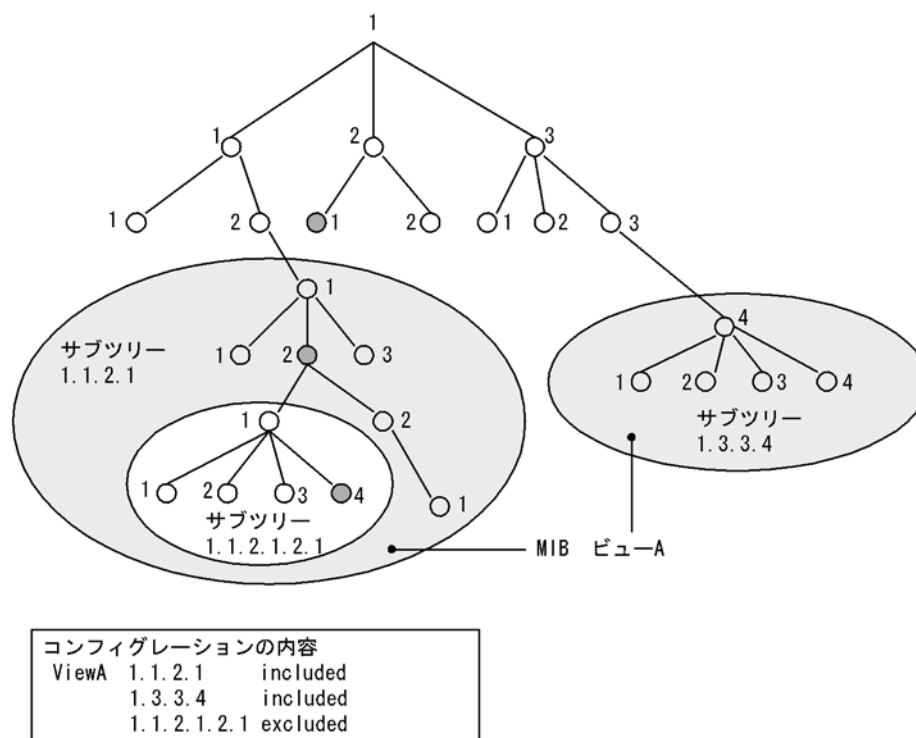 1
1 2 3
1 2 1 2 1 2 3
1
サブツリー
1.1.2.1
1 2 3
4
1 2 3 4
サブツリー
1.3.3.4
1 2
1 2 3 4 1
サブツリー
1.1.2.1.2.1
MIB ビューA
コンフィグレーションの内容
ViewA 1.1.2.1 included
1.3.3.4 included
1.1.2.1.2.1 excluded